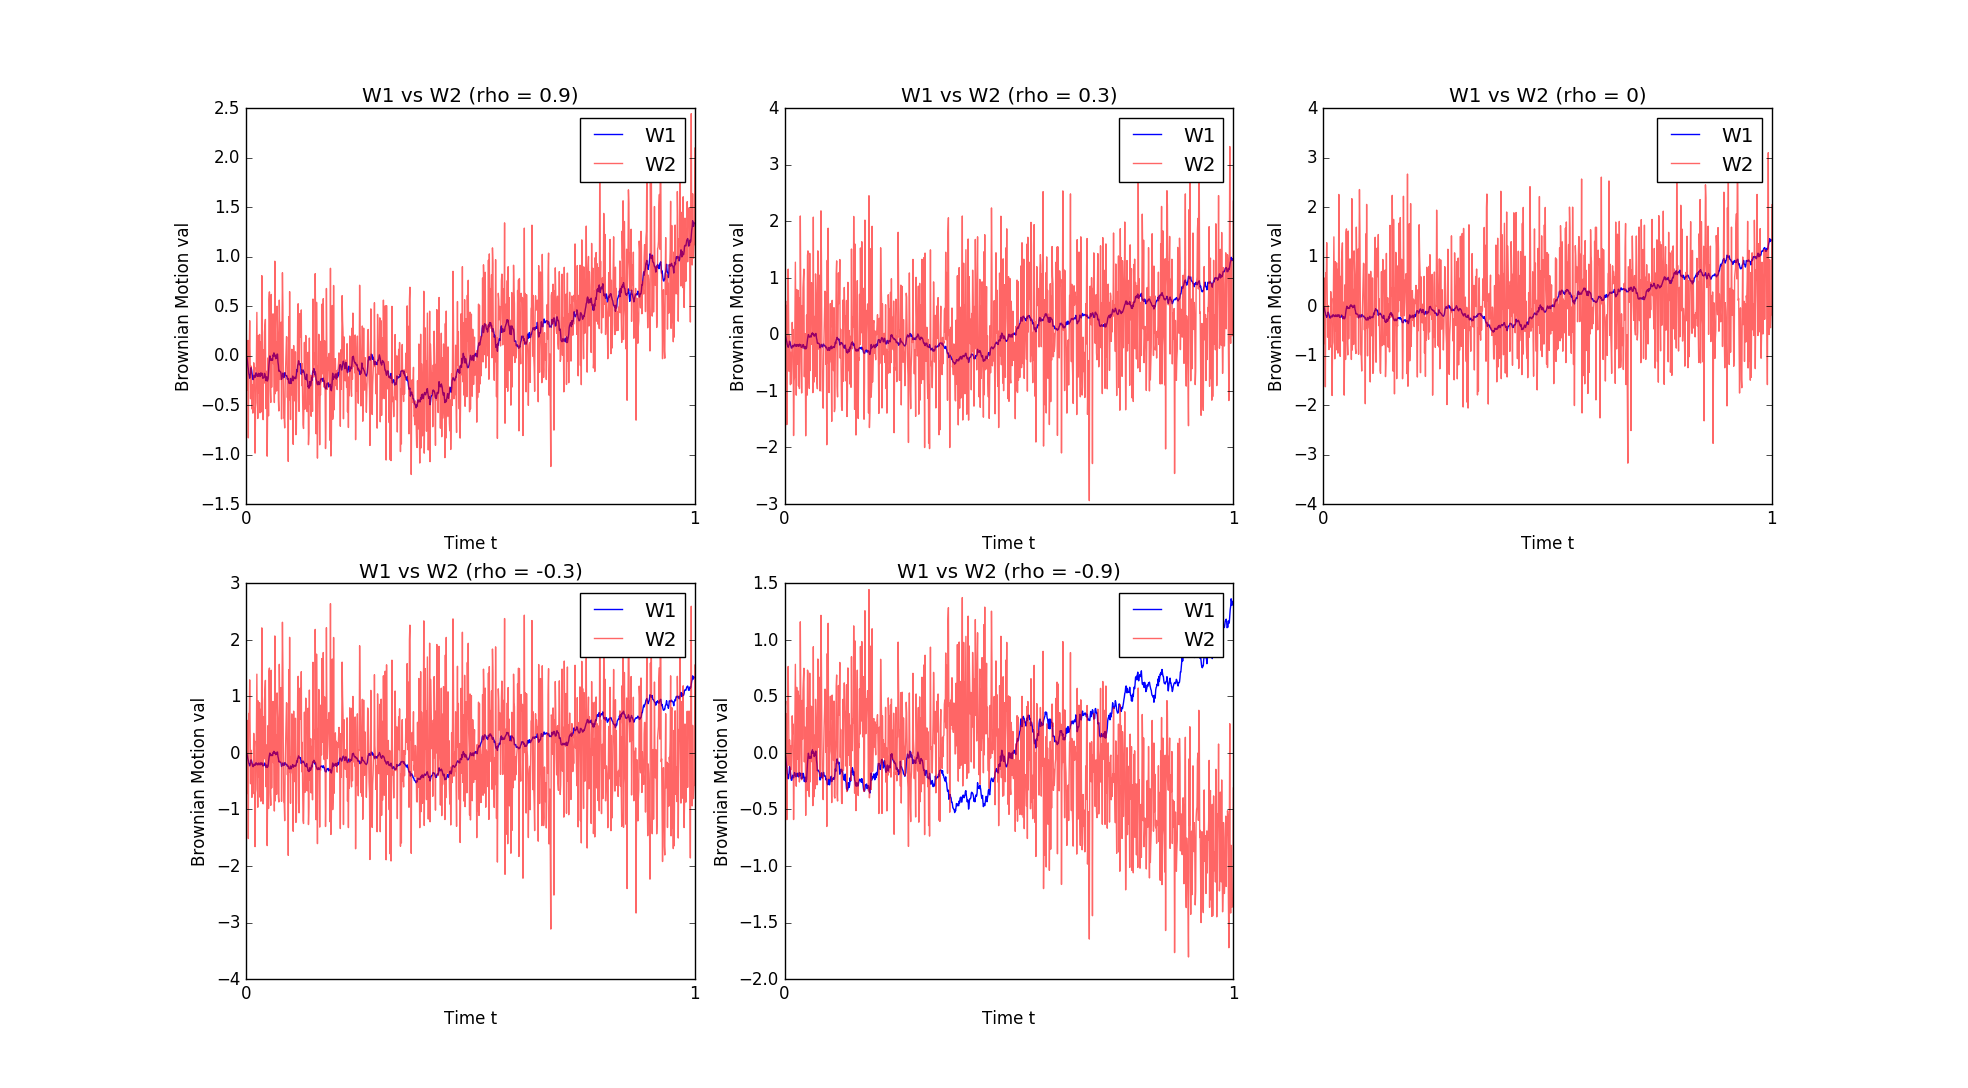 W1 vs W2 (rho = 0.9)
2.5
2.0
1.5
1.0
0.5
0.0
−0.5
−1.0
−1.5
Brownian Motion val
W1
W2
0
1
Time t
W1 vs W2 (rho = 0.3)
4
3
2
1
0
−1
−2
−3
Brownian Motion val
W1
W2
0
1
Time t
W1 vs W2 (rho = 0)
4
3
2
1
0
−1
−2
−3
−4
Brownian Motion val
W1
W2
0
1
Time t
W1 vs W2 (rho = -0.3)
3
2
1
0
−1
−2
−3
−4
Brownian Motion val
W1
W2
0
1
Time t
W1 vs W2 (rho = -0.9)
1.5
1.0
0.5
0.0
−0.5
−1.0
−1.5
−2.0
Brownian Motion val
W1
W2
0
1
Time t